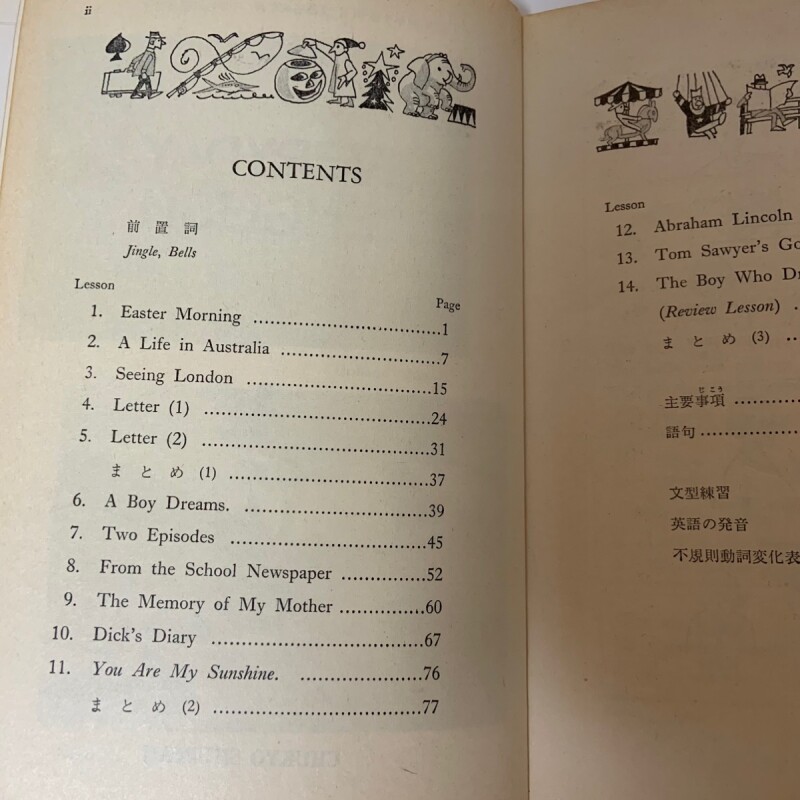 ii
CONTENTS
前置詞
Jingle, Bells
Lesson Page
1. Easter Morning ........................................1
2. A Life in Australia ..................................7
3. Seeing London .......................................15
4. Letter (1) ..............................................24
5. Letter (2) ..............................................31
まとめ (1) ........................................37
6. A Boy Dreams. .....................................39
7. Two Episodes .......................................45
8. From the School Newspaper ................52
9. The Memory of My Mother .................60
10. Dick's Diary ........................................67
11. You Are My Sunshine. .......................76
まとめ (2) ........................................77
Lesson
12. Abraham Lincoln
13. Tom Sawyer's
14. The Boy Who
(Review Lesson) ..
まとめ (3) ..
主要事項 ............
じこう
語句 ..................
文型練習
英語の発音
不規則動詞変化表